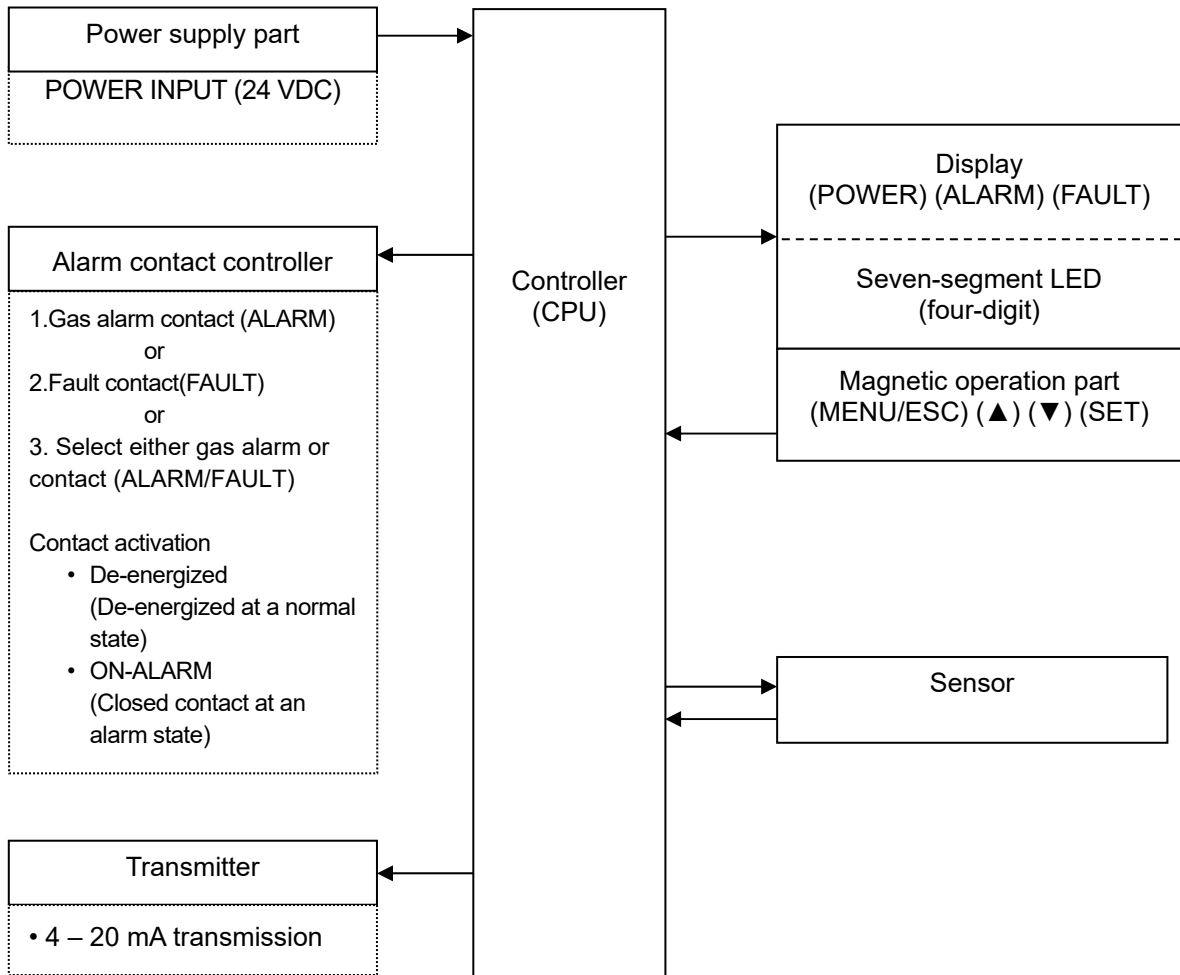 Power supply part
POWER INPUT (24 VDC)
Alarm contact controller
1.Gas alarm contact (ALARM)
or
2.Fault contact(FAULT)
or
3. Select either gas alarm or
contact (ALARM/FAULT)
Contact activation
• De-energized
(De-energized at a normal
state)
• ON-ALARM
(Closed contact at an
alarm state)
Transmitter
• 4 – 20 mA transmission
Controller
(CPU)
Display
(POWER) (ALARM) (FAULT)
Seven-segment LED
(four-digit)
Magnetic operation part
(MENU/ESC) (▲) (▼) (SET)
Sensor